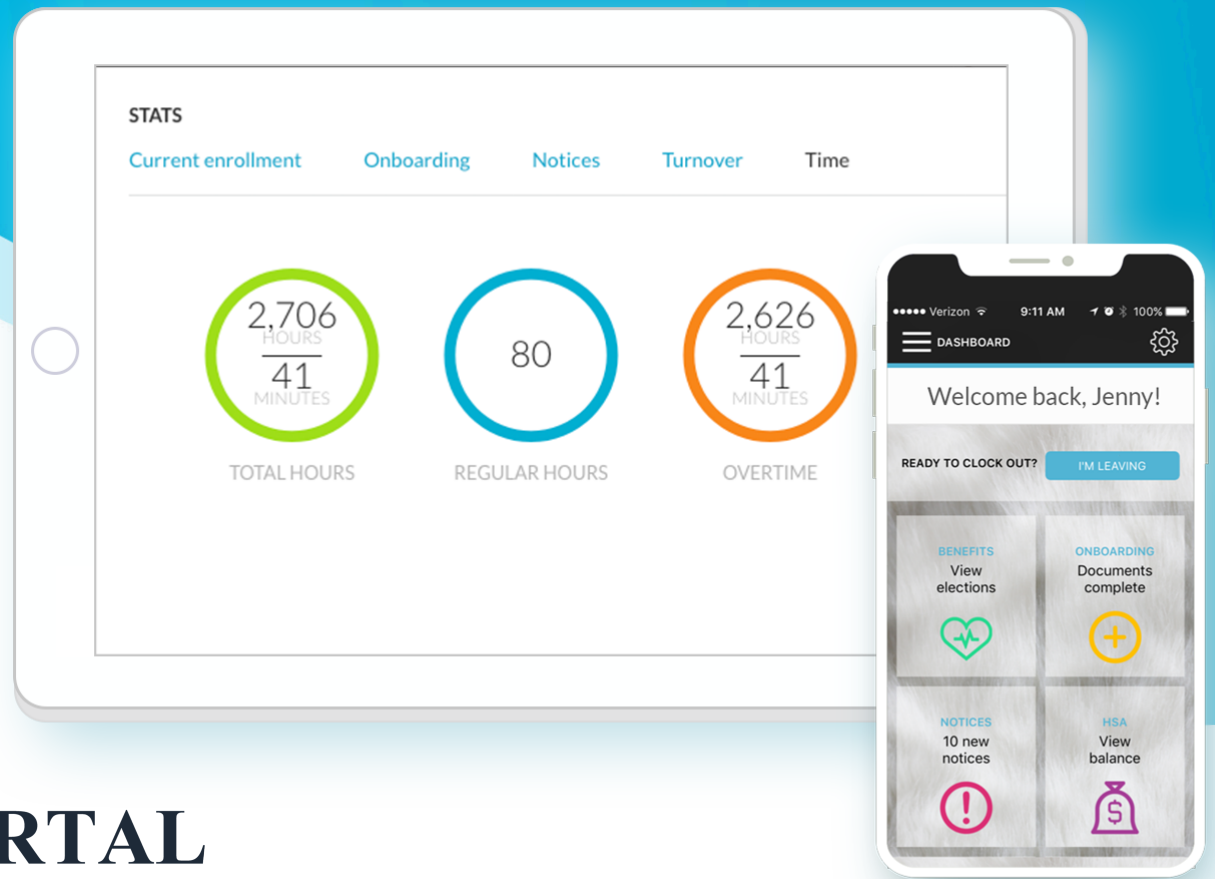 STATS
Current enrollment Onboarding Notices Turnover Time
2,706
HOURS
41
MINUTES
TOTAL HOURS
80
REGULAR HOURS
2,626
HOURS
41
MINUTES
OVERTIME
Verizon 9:11 AM 100%
DASHBOARD
Welcome back, Jenny!
READY TO CLOCK OUT? I'M LEAVING
BENEFITS
View
elections
ONBOARDING
Documents
complete
NOTICES
10 new
notices
HSA
View
balance
$
RTAL